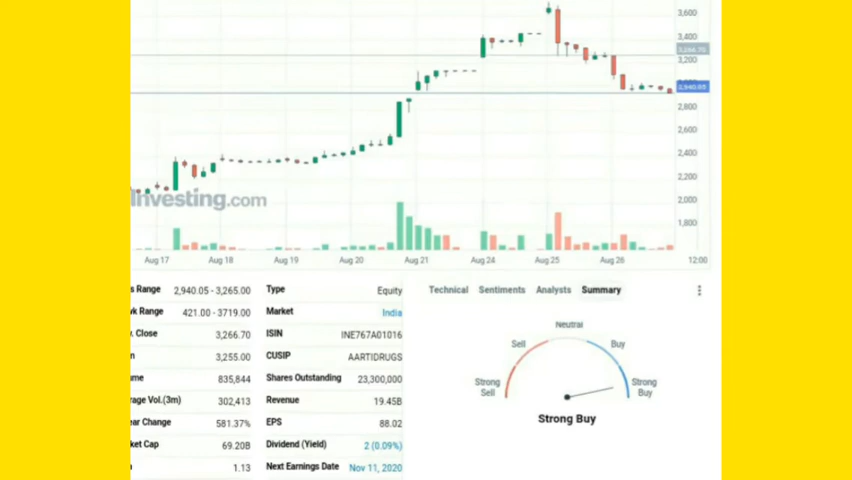 3,600
3,400
3,266.70
3,200
2,940.05
2,800
2,600
2,400
2,200
2,000
1,800
Investing.com
Aug 17 Aug 18 Aug 19 Aug 20 Aug 21 Aug 24 Aug 25 Aug 26 12:00
s Range 2,940.05 - 3,265.00 Type Equity Technical Sentiments Analysts Summary
k Range 421.00 - 3719.00 Market India
. Close 3,266.70 ISIN INE767A01016
n 3,255.00 CUSIP AARTIDRUGS
me 835,844 Shares Outstanding 23,300,000
rage Vol.(3m) 302,413 Revenue 19.45B
ar Change 581.37% EPS 88.02
ket Cap 69.20B Dividend (Yield) 2 (0.09%)
1.13 Next Earnings Date Nov 11, 2020
Neutral
Sell Buy
Strong Sell Strong Buy
Strong Buy